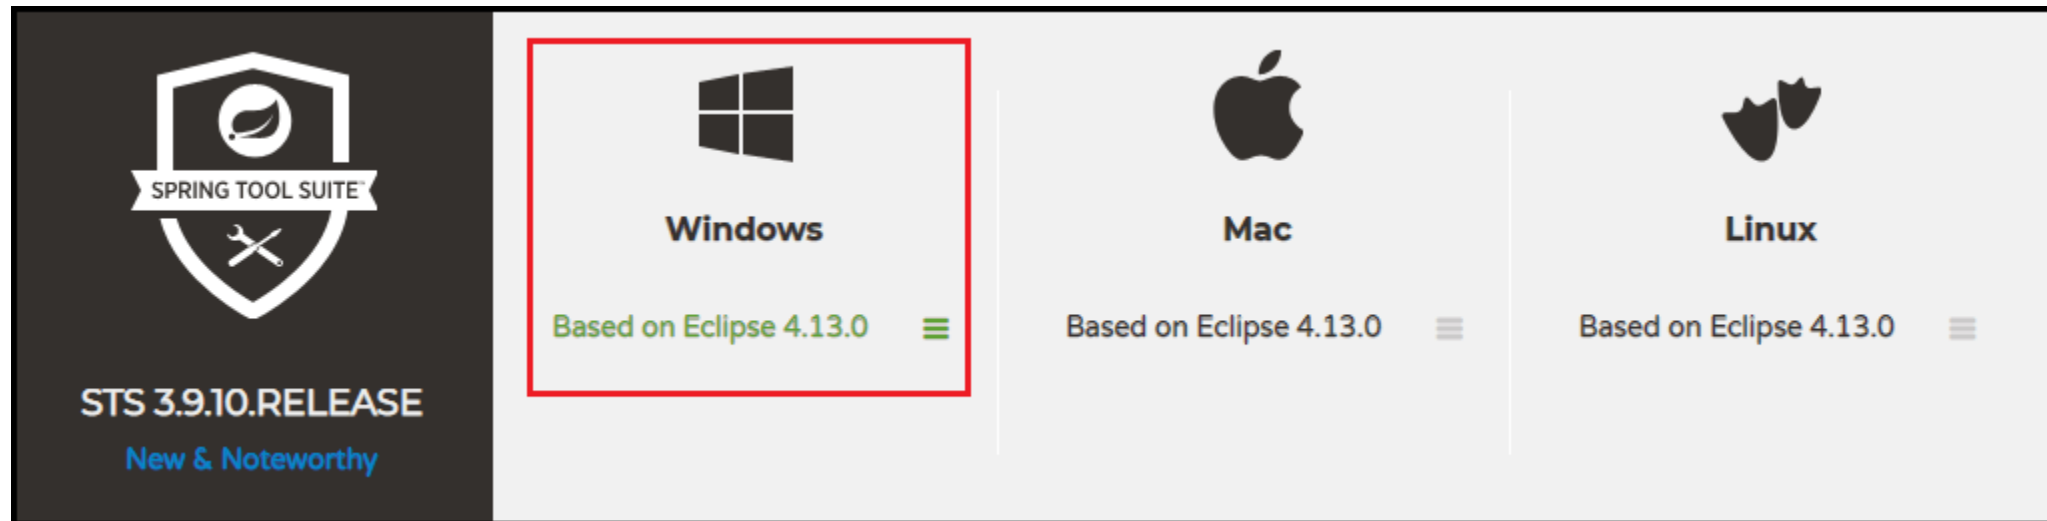 SPRING TOOL SUITE™
STS 3.9.10.RELEASE
New & Noteworthy
Windows
Based on Eclipse 4.13.0
Mac
Based on Eclipse 4.13.0
Linux
Based on Eclipse 4.13.0